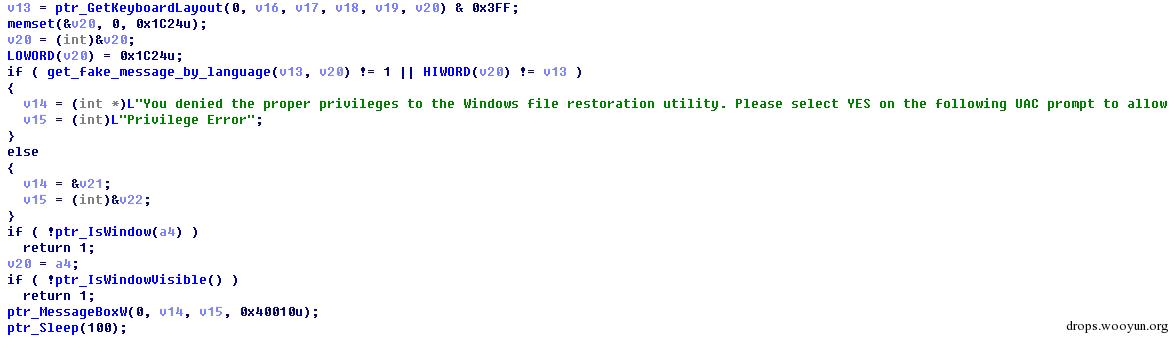 v13 = ptr_GetKeyboardLayout(0, v16, v17, v18, v19, v20) & 0x3FF;
memset(&v20, 0, 0x1C24u);
v20 = (int)&v20;
LOWORD(v20) = 0x1C24u;
if ( get_fake_message_by_language(v13, v20) != 1 || HIWORD(v20) != v13 )
{
v14 = (int *)L"You denied the proper privileges to the Windows file restoration utility. Please select YES on the following UAC prompt to allow
v15 = (int)L"Privilege Error";
}
else
{
v14 = &v21;
v15 = (int)&v22;
}
if ( !ptr_IsWindow(a4) )
return 1;
v20 = a4;
if ( !ptr_IsWindowVisible() )
return 1;
ptr_MessageBoxW(0, v14, v15, 0x40010u);
ptr_Sleep(100);
drops.wooyun.org